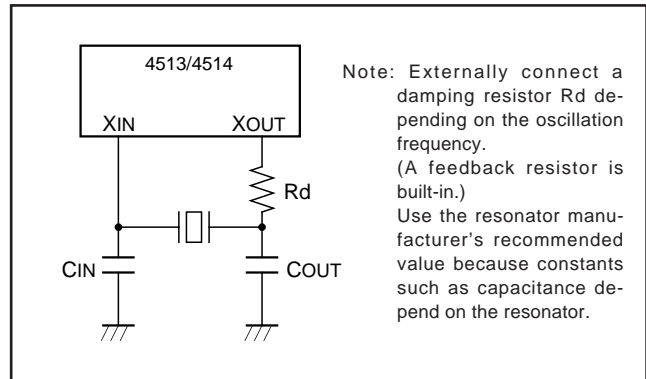 4513/4514
XIN XOUT
Rd
CIN COUT
Note: Externally connect a
damping resistor Rd de-
pending on the oscillation
frequency.
(A feedback resistor is
built-in.)
Use the resonator manu-
facturer's recommended
value because constants
such as capacitance de-
pend on the resonator.